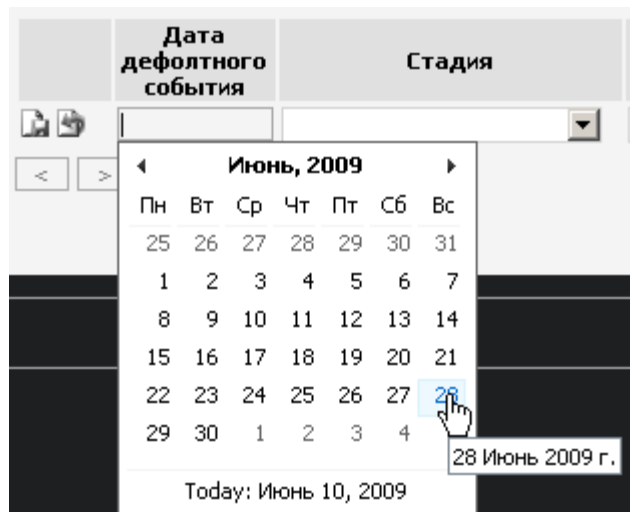 Дата
дефолтного
события
Стадия
< >
Июнь, 2009
Пн Вт Ср Чт Пт Сб Вс
25 26 27 28 29 30 31
1 2 3 4 5 6 7
8 9 10 11 12 13 14
15 16 17 18 19 20 21
22 23 24 25 26 27 28
29 30 1 2 3 4
28 Июнь 2009 г.
Today: Июнь 10, 2009